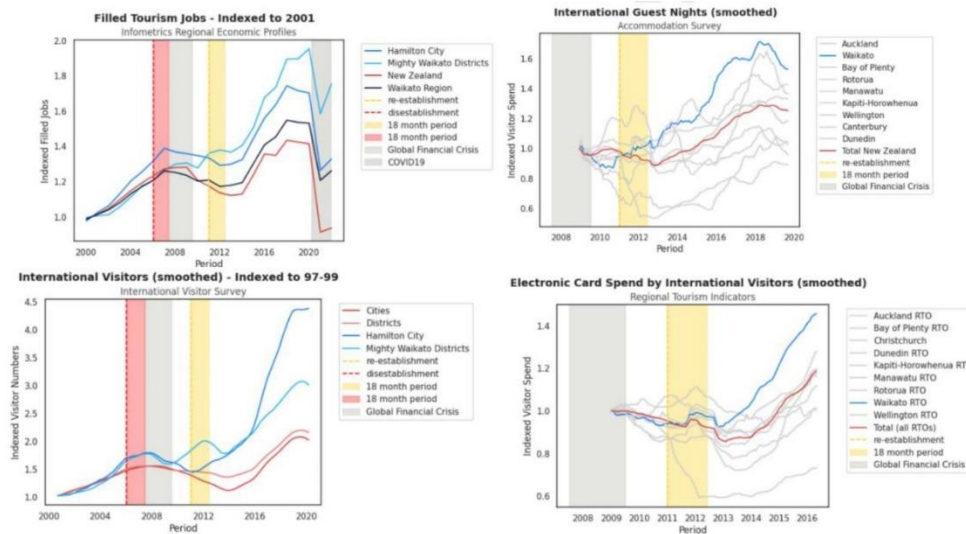 Filled Tourism Jobs - Indexed to 2001
Infometrics Regional Economic Profiles
Indexed Filled Jobs
2.0
1.8
1.6
1.4
1.2
1.0
2000 2004 2008 2012 2016 2020
Period
Hamilton City
Mighty Waikato Districts
New Zealand
Waikato Region
re-establishment
disestablishment
18 month period
18 month period
Global Financial Crisis
COVID19
International Guest Nights (smoothed)
Accommodation Survey
Indexed Visitor Spend
1.6
1.4
1.2
1.0
0.8
0.6
2008 2010 2012 2014 2016 2018 2020
Period
Auckland
Waikato
Bay of Plenty
Rotorua
Manawatu
Kapiti-Horowhenua
Wellington
Canterbury
Dunedin
Total New Zealand
re-establishment
18 month period
Global Financial Crisis
International Visitors (smoothed) - Indexed to 97-99
International Visitor Survey
Indexed Visitor Numbers
4.5
4.0
3.5
3.0
2.5
2.0
1.5
1.0
2000 2004 2008 2012 2016 2020
Period
Cities
Districts
Hamilton City
Mighty Waikato Districts
re-establishment
disestablishment
18 month period
18 month period
Global Financial Crisis
Electronic Card Spend by International Visitors (smoothed)
Regional Tourism Indicators
Indexed Visitor Spend
1.4
1.2
1.0
0.8
0.6
2008 2009 2010 2011 2012 2013 2014 2015 2016
Period
Auckland RTO
Bay of Plenty RTO
Christchurch
Dunedin RTO
Kapiti-Horowhenua RT
Manawatu RTO
Rotorua RTO
Waikato RTO
Wellington RTO
Total (all RTOs)
re-establishment
18 month period
Global Financial Crisis